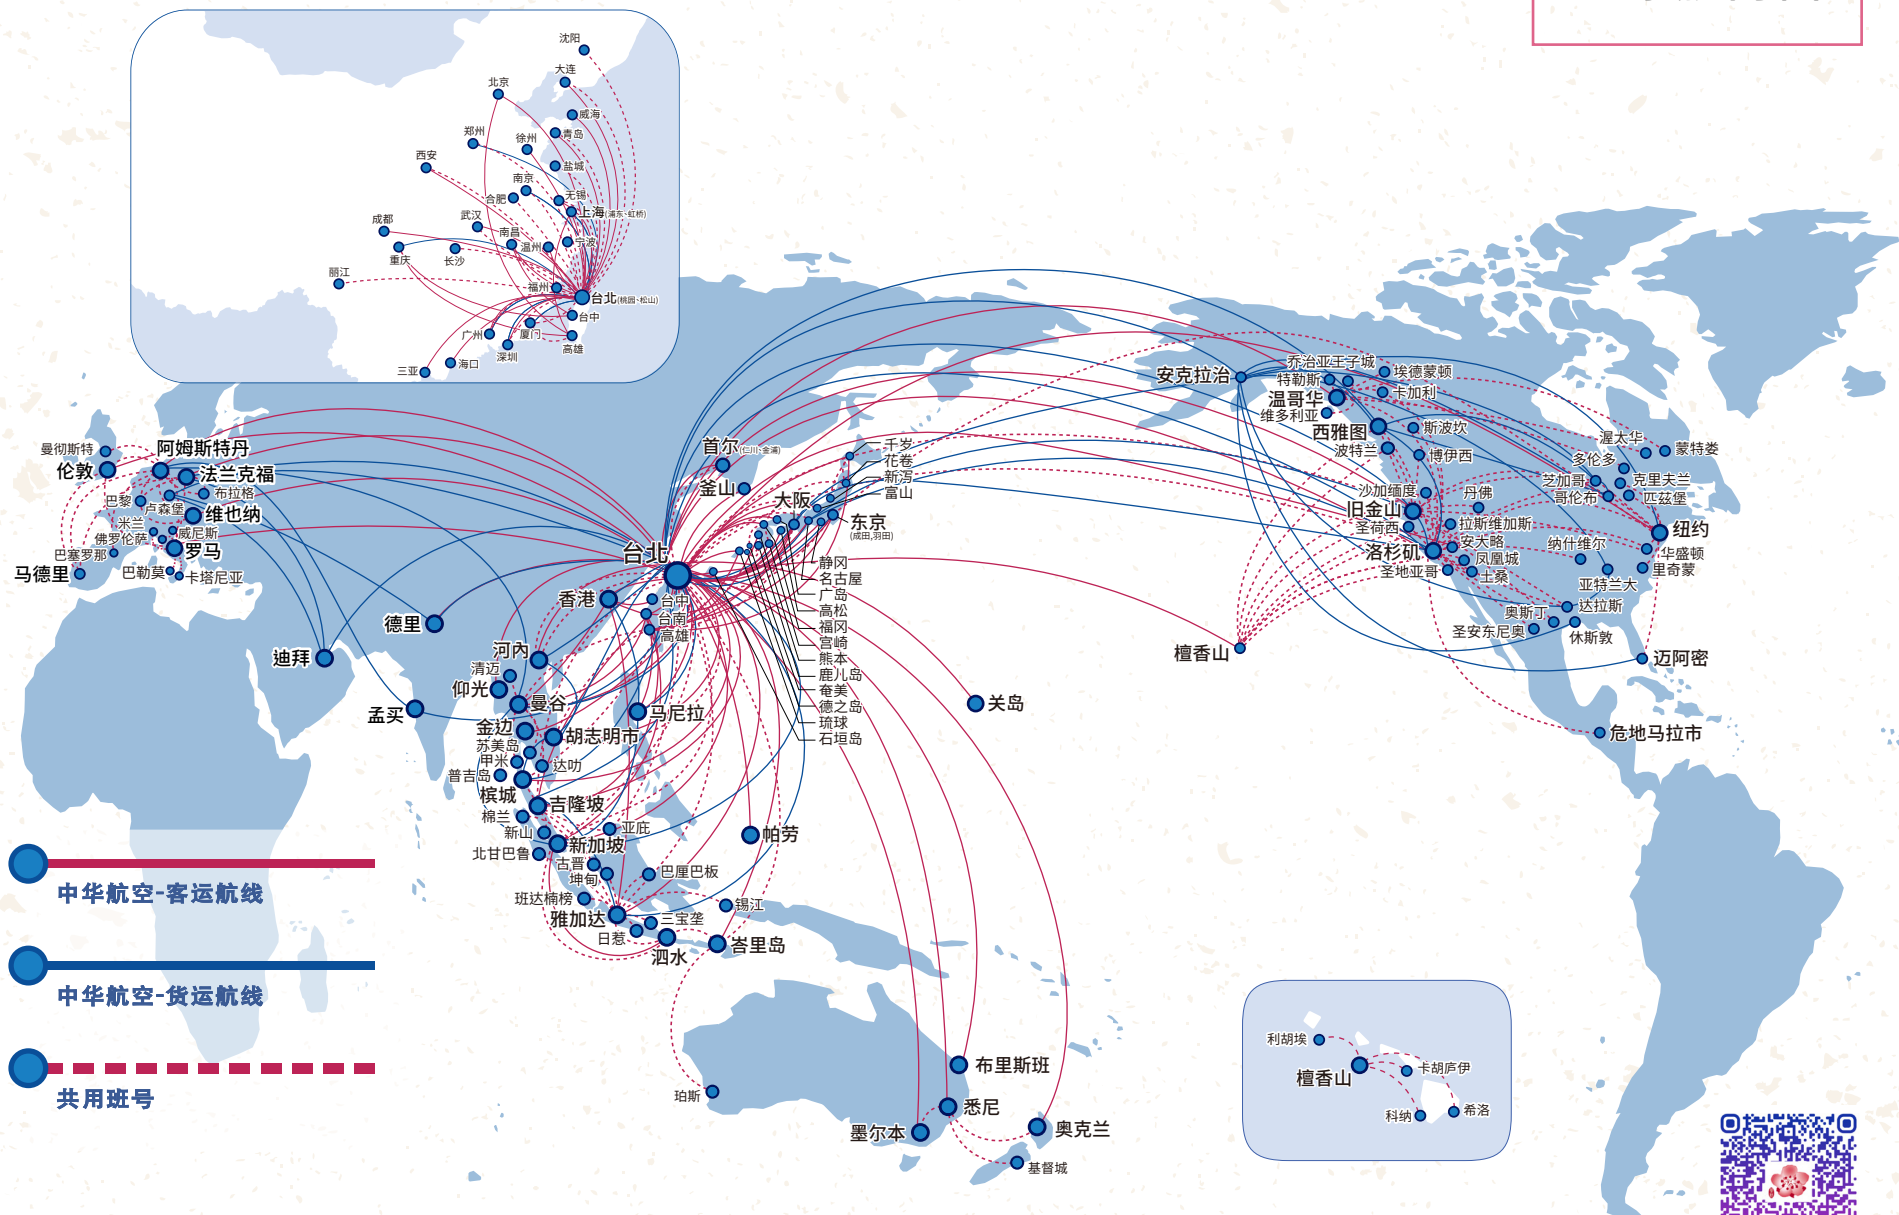 沈阳
大连
北京
威海
郑州
徐州
青岛
西安
盐城
南京
合肥
无锡
上海(浦东、虹桥)
成都
武汉
南昌
温州
宁波
重庆
长沙
丽江
福州
台北(桃园、松山)
台中
广州
厦门
深圳
高雄
海口
三亚
曼彻斯特
伦敦
阿姆斯特丹
法兰克福
巴黎
布拉格
卢森堡
维也纳
米兰
威尼斯
佛罗伦萨
罗马
巴塞罗那
马德里
巴勒莫
卡塔尼亚
迪拜
德里
孟买
首尔(仁川、金浦)
釜山
大阪
千岁
花卷
新泻
富山
东京
(成田,羽田)
静冈
名古屋
广岛
高松
福冈
宫崎
熊本
鹿儿岛
奄美
德之岛
琉球
石垣岛
台北
香港
台中
台南
高雄
河內
清迈
仰光
曼谷
马尼拉
金边
胡志明市
苏美岛
甲米
达叻
普吉岛
槟城
吉隆坡
棉兰
新山
亚庇
新加坡
北甘巴鲁
古晋
坤甸
巴厘巴板
班达楠榜
雅加达
三宝垄
锡江
日惹
泗水
峇里岛
关岛
帕劳
珀斯
布里斯班
悉尼
墨尔本
奥克兰
基督城
安克拉治
乔治亚王子城
特勒斯
埃德蒙顿
温哥华
卡加利
维多利亚
西雅图
斯波坎
波特兰
博伊西
渥太华
蒙特娄
多伦多
芝加哥
克里夫兰
哥伦布
匹兹堡
沙加缅度
丹佛
旧金山
圣荷西
拉斯维加斯
纽约
洛杉矶
安大略
纳什维尔
华盛顿
圣地亚哥
凤凰城
里奇蒙
土桑
亚特兰大
奥斯丁
达拉斯
圣安东尼奥
休斯敦
迈阿密
檀香山
危地马拉市
中华航空-客运航线
中华航空-货运航线
共用班号
利胡埃
檀香山
卡胡庐伊
科纳
希洛